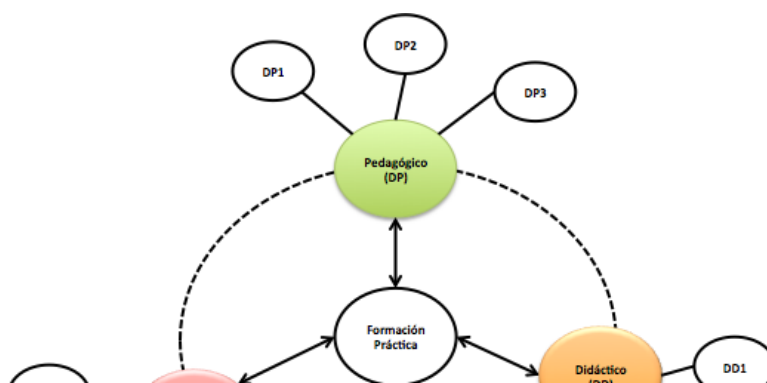 DP2
DP1
DP3
Pedagógico
(DP)
Formación
Práctica
DD1
Didáctico